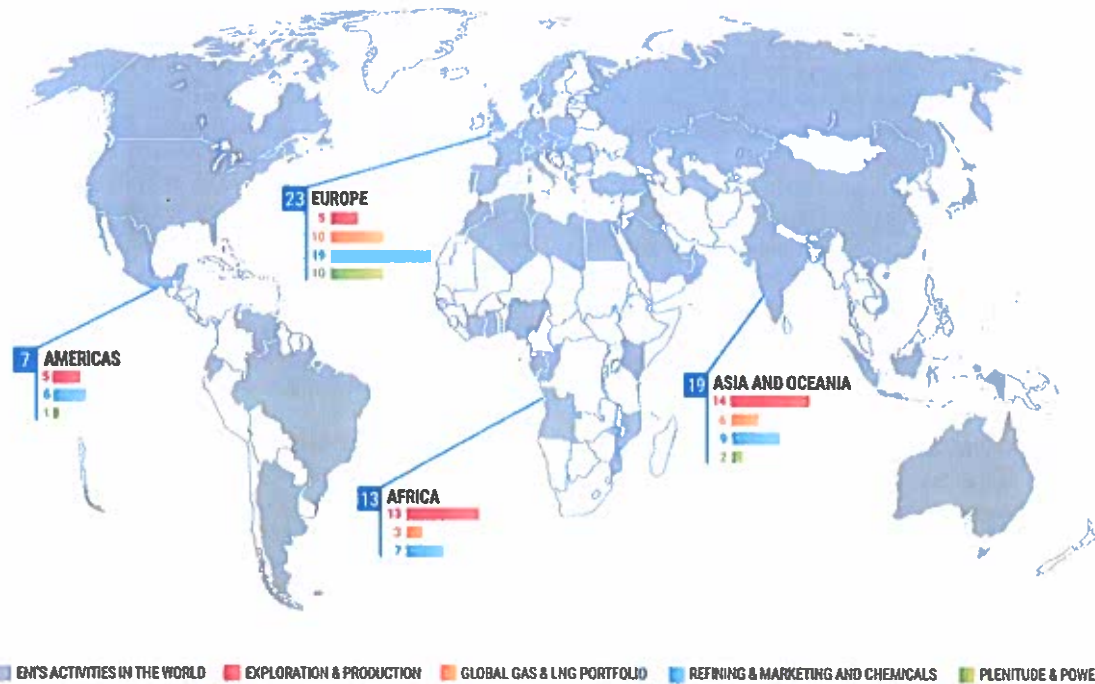 23 EUROPE
5
10
19
10
7 AMERICAS
5
6
1
19 ASIA AND OCEANIA
14
6
9
2
13 AFRICA
13
3
7
ENI'S ACTIVITIES IN THE WORLD EXPLORATION & PRODUCTION GLOBAL GAS & LNG PORTFOLIO REFINING & MARKETING AND CHEMICALS PLENITUDE & POWE